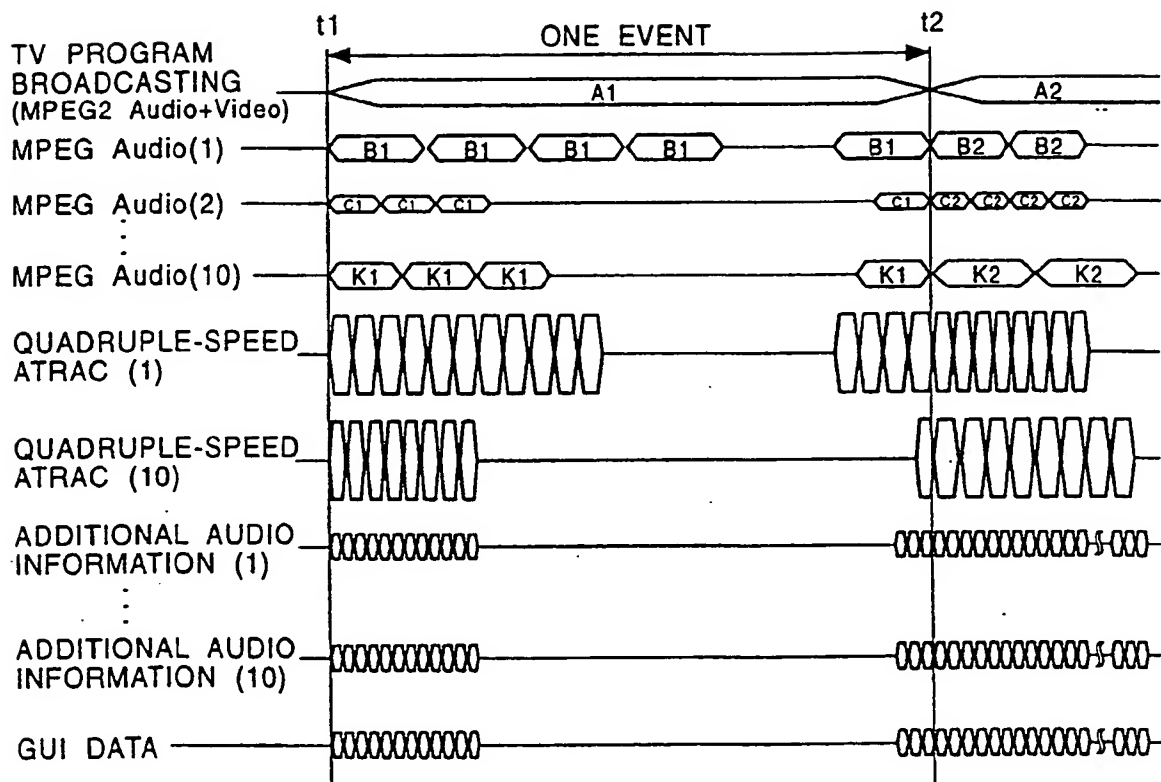 t1 t2
ONE EVENT
TV PROGRAM
BROADCASTING
(MPEG2 Audio+Video)
A1 A2
MPEG Audio(1) B1 B1 B1 B1 B1 B2 B2
MPEG Audio(2) C1 C1 C1 C1 C2 C2 C2 C2
MPEG Audio(10) K1 K1 K1 K1 K2 K2
QUADRUPLE-SPEED
ATRAC (1)
QUADRUPLE-SPEED
ATRAC (10)
ADDITIONAL AUDIO
INFORMATION (1)
ADDITIONAL AUDIO
INFORMATION (10)
GUI DATA